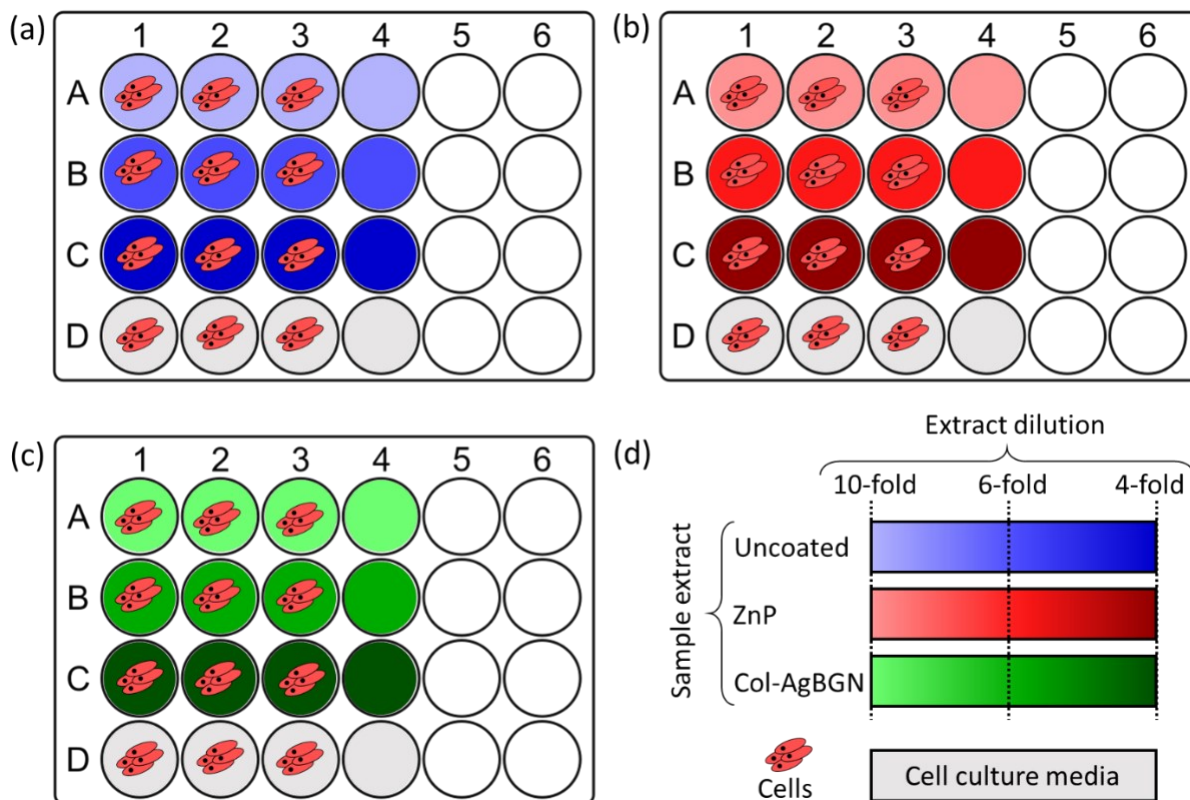 (a)
1 2 3 4 5 6
A
B
C
D
(b)
1 2 3 4 5 6
A
B
C
D
(c)
1 2 3 4 5 6
A
B
C
D
(d)
Extract dilution
10-fold 6-fold 4-fold
Sample extract
Uncoated
ZnP
Col-AgBGN
Cells
Cell culture media